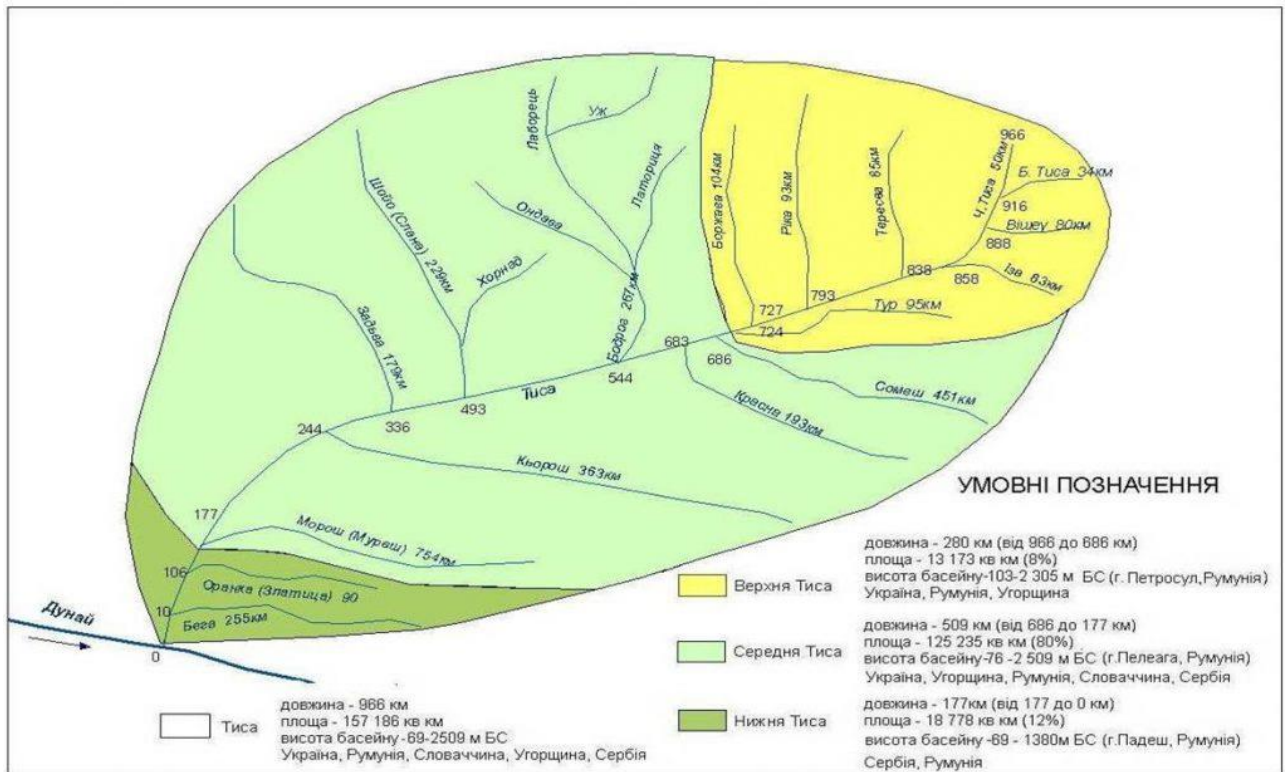 966
Ч.Тиса 50км
Б. Тиса 34км
916
Вішеу 80км
888
Іза 83км
858
838
Тересва 85км
Ріка 93км
793
Боржава 104км
727
Тур 95км
724
Уж
Лаборець
Латориця
Ондава
Бодрог 267км
683
686
544
Сомеш 451км
Красна 193км
Шойо (Слана) 229км
Хорнад
Тиса
493
Задьва 179км
336
244
Кьорош 363км
177
Морош (Муреш) 754км
106
Оранка (Златица) 90
10
Бега 255км
Дунай
0
УМОВНІ ПОЗНАЧЕННЯ
Верхня Тиса
довжина - 280 км (від 966 до 686 км)
площа - 13 173 кв км (8%)
висота басейну-103-2 305 м БС (г. Петросул,Румунія)
Україна, Румунія, Угорщина
Середня Тиса
довжина - 509 км (від 686 до 177 км)
площа - 125 235 кв км (80%)
висота басейну-76 -2 509 м БС (г.Пелеага, Румунія)
Україна, Угорщина, Румунія, Словаччина, Сербія
Нижня Тиса
довжина - 177км (від 177 до 0 км)
площа - 18 778 кв км (12%)
висота басейну -69 - 1380м БС (г.Падеш, Румунія)
Сербія, Румунія
Тиса
довжина - 966 км
площа - 157 186 кв км
висота басейну -69-2509 м БС
Україна, Румунія, Словаччина, Угорщина, Сербія